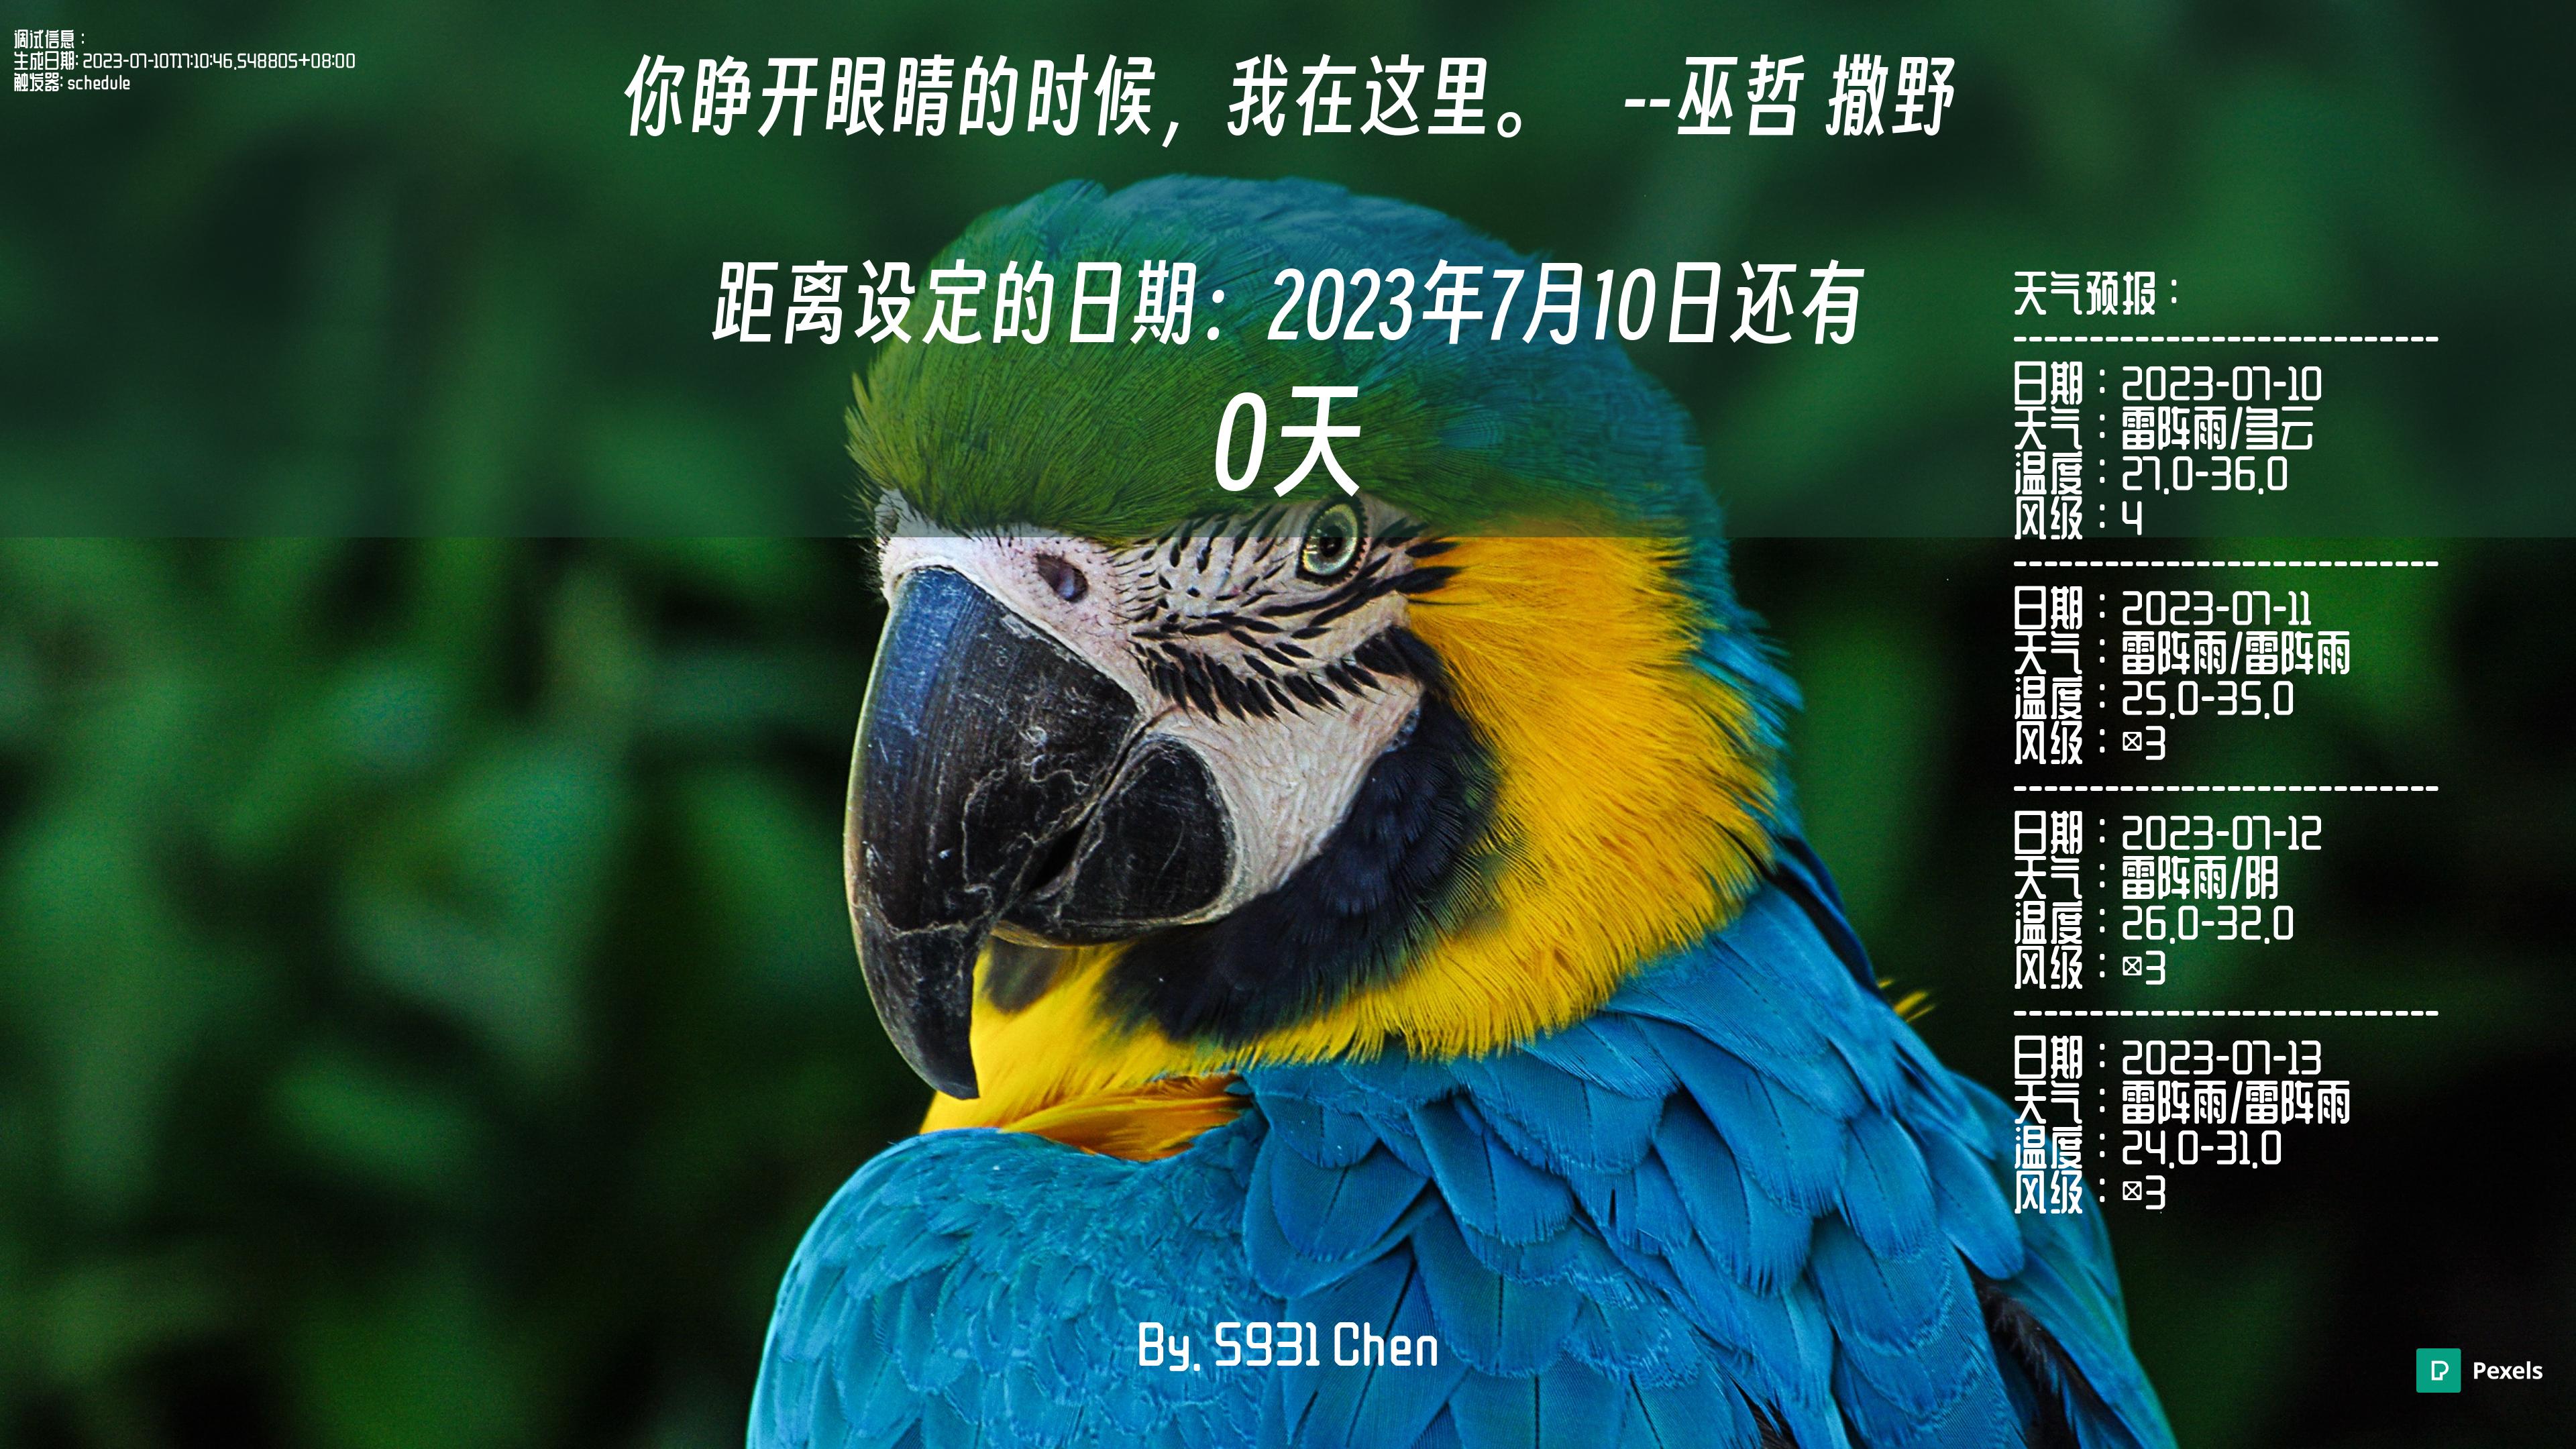 调试信息：
生成日期: 2023-07-10T17:10:46.548805+08:00
触发器: schedule
你睁开眼睛的时候，我在这里。 --巫哲 撒野
距离设定的日期：2023年7月10日还有
0天
天气预报：
----------------------------
日期：2023-07-10
天气：雷阵雨/多云
温度：27.0-36.0
风级：4
----------------------------
日期：2023-07-11
天气：雷阵雨/雷阵雨
温度：25.0-35.0
风级：☒3
----------------------------
日期：2023-07-12
天气：雷阵雨/阴
温度：26.0-32.0
风级：☒3
----------------------------
日期：2023-07-13
天气：雷阵雨/雷阵雨
温度：24.0-31.0
风级：☒3
By. S931 Chen
Pexels